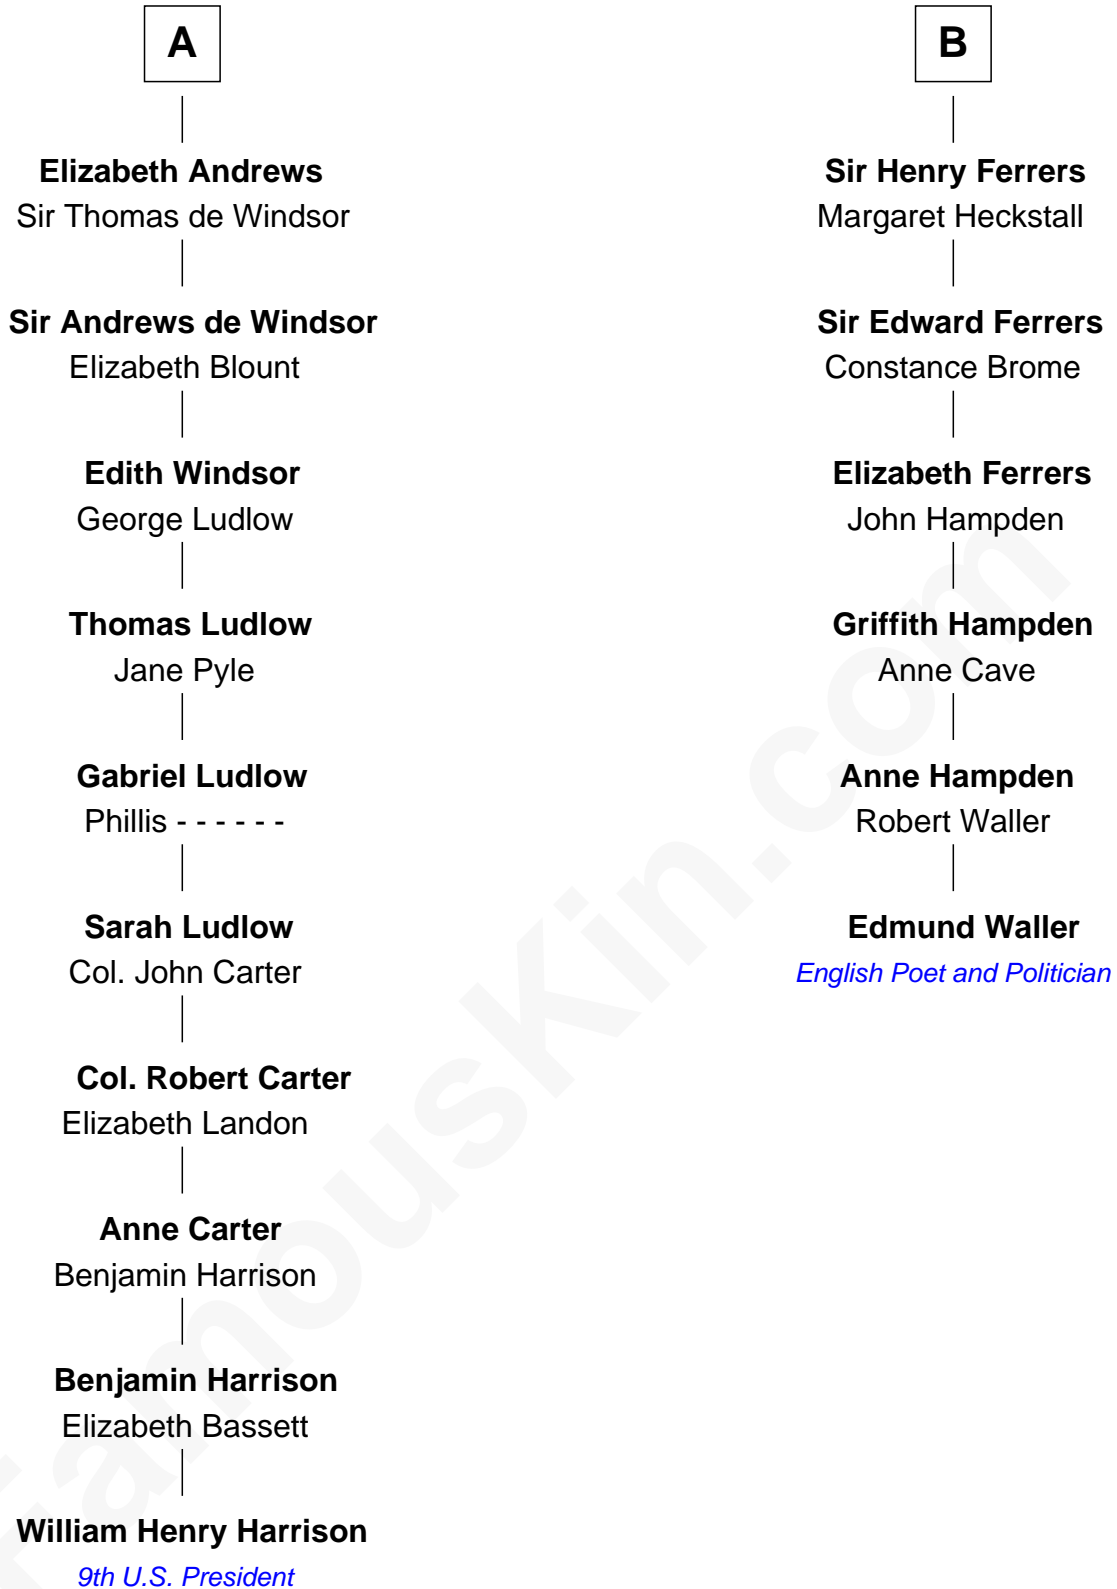 A
Elizabeth Andrews
Sir Thomas de Windsor
Sir Andrews de Windsor
Elizabeth Blount
Edith Windsor
George Ludlow
Thomas Ludlow
Jane Pyle
Gabriel Ludlow
Phillis - - - - - -
Sarah Ludlow
Col. John Carter
Col. Robert Carter
Elizabeth Landon
Anne Carter
Benjamin Harrison
Benjamin Harrison
Elizabeth Bassett
William Henry Harrison
9th U.S. President
B
Sir Henry Ferrers
Margaret Heckstall
Sir Edward Ferrers
Constance Brome
Elizabeth Ferrers
John Hampden
Griffith Hampden
Anne Cave
Anne Hampden
Robert Waller
Edmund Waller
English Poet and Politician
famouskin.com